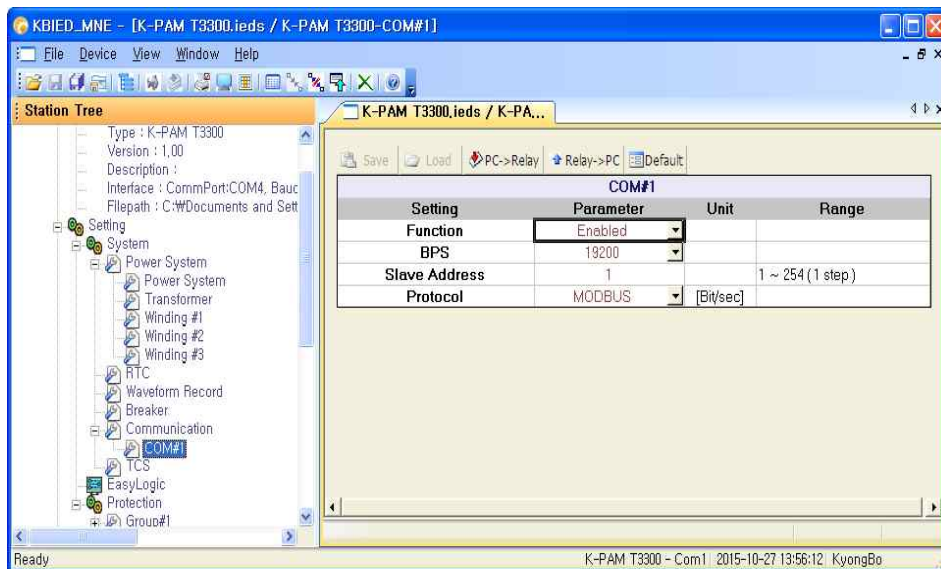 KBIED_MNE - [K-PAM T3300.ieds / K-PAM T3300-COM#1]
File Device View Window Help
Station Tree
Type : K-PAM T3300
Version : 1,00
Description :
Interface : CommPort:COM4, Baud
Filepath : C:₩Documents and Sett
Setting
System
Power System
Power System
Transformer
Winding #1
Winding #2
Winding #3
RTC
Waveform Record
Breaker
Communication
COM#1
TCS
EasyLogic
Protection
Group#1
K-PAM T3300,ieds / K-PA...
Save Load PC->Relay Relay->PC Default
COM#1
Setting Parameter Unit Range
Function Enabled
BPS 19200
Slave Address 1 1 ~ 254 (1 step.)
Protocol MODBUS [Bit/sec]
Ready K-PAM T3300 - Com1 2015-10-27 13:56:12 KyongBo